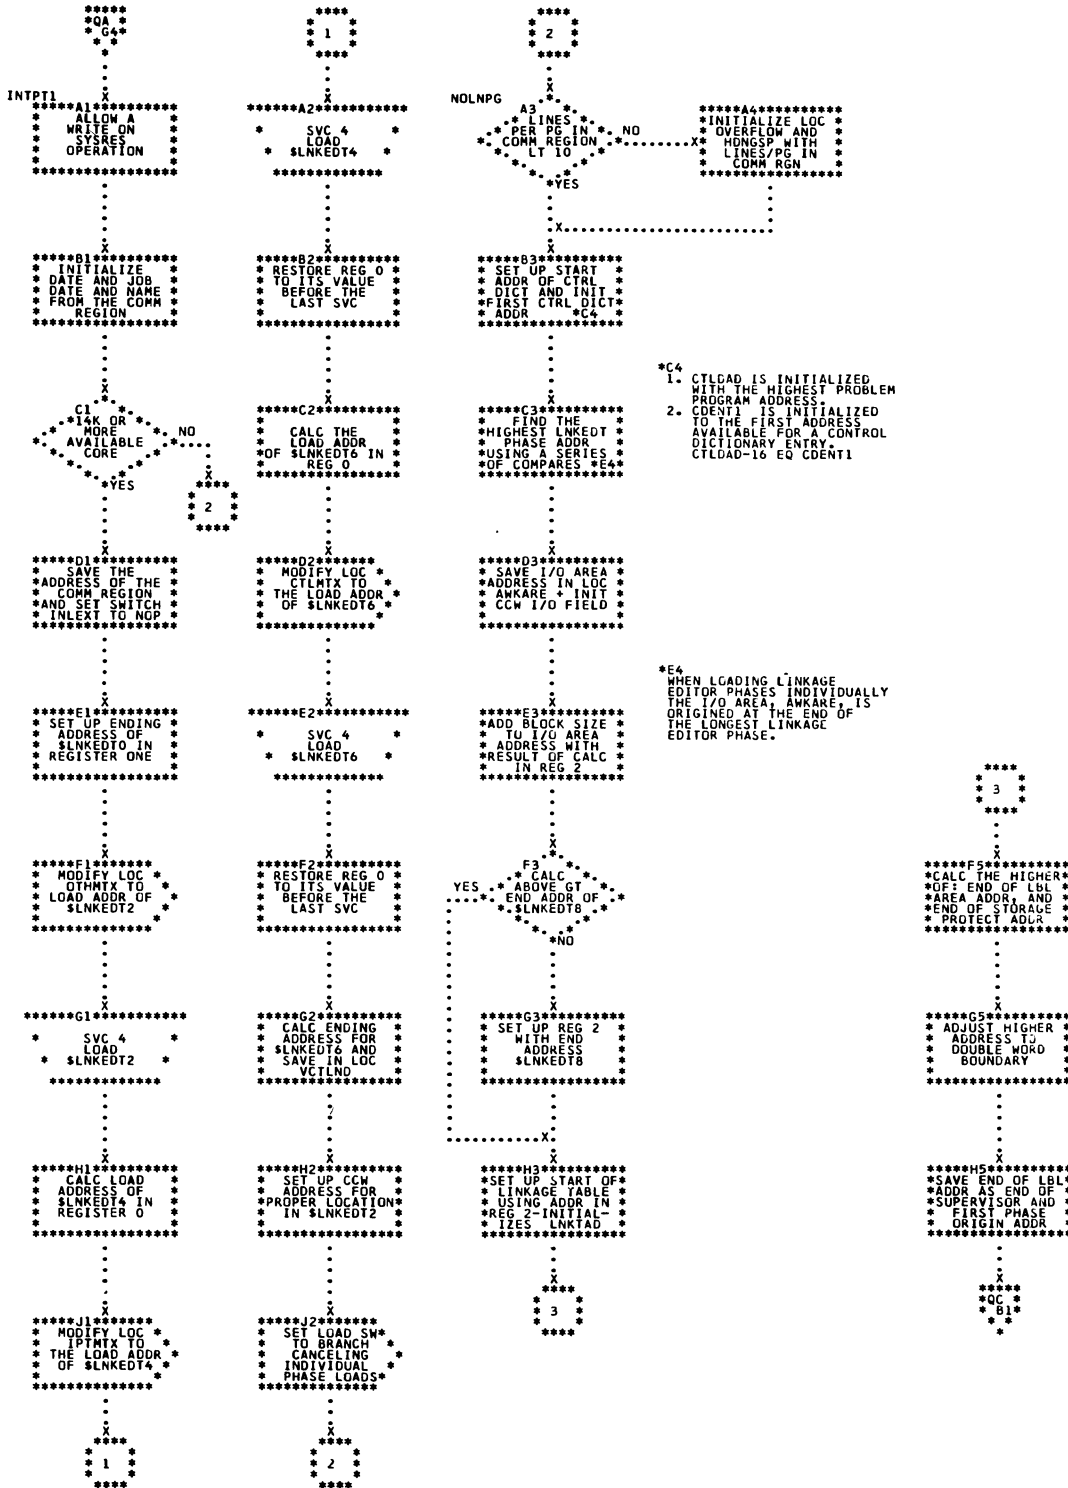 QA
G4
INTPT1
A1
ALLOW A
WRITE ON
SYSRES
OPERATION
B1
INITIALIZE
DATE AND JOB
DATE AND NAME
FROM THE COMM
REGION
C1
14K OR
MORE
AVAILABLE
CORE
NO
YES
2
D1
SAVE THE
ADDRESS OF THE
COMM REGION
AND SET SWITCH
INLEXT TO NOP
E1
SET UP ENDING
ADDRESS OF
$LNKEDT0 IN
REGISTER ONE
F1
MODIFY LOC
OTHMTX TO
LOAD ADDR OF
$LNKEDT2
G1
SVC 4
LOAD
$LNKEDT2
H1
CALC LOAD
ADDRESS OF
$LNKEDT4 IN
REGISTER 0
J1
MODIFY LOC
IPTMTX TO
THE LOAD ADDR
OF $LNKEDT4
1
1
A2
SVC 4
LOAD
$LNKEDT4
B2
RESTORE REG 0
TO ITS VALUE
BEFORE THE
LAST SVC
C2
CALC THE
LOAD ADDR
OF $LNKEDT6 IN
REG 0
D2
MODIFY LOC
CTLMTX TO
THE LOAD ADDR
OF $LNKEDT6
E2
SVC 4
LOAD
$LNKEDT6
F2
RESTORE REG 0
TO ITS VALUE
BEFORE THE
LAST SVC
G2
CALC ENDING
ADDRESS FOR
$LNKEDT6 AND
SAVE IN LOC
VCTLND
H2
SET UP CCW
ADDRESS FOR
PROPER LOCATION
IN $LNKEDT2
J2
SET LOAD SW
TO BRANCH
CANCELING
INDIVIDUAL
PHASE LOADS
2
2
NOLNPG
A3
LINES
PER PG IN
COMM REGION
LT 10
NO
YES
A4
INITIALIZE LOC
OVERFLOW AND
HDNGSP WITH
LINES/PG IN
COMM RGN
B3
SET UP START
ADDR OF CTRL
DICT AND INIT
FIRST CTRL DICT
ADDR *C4
C3
FIND THE
HIGHEST LNKEDT
PHASE ADDR
USING A SERIES
OF COMPARES *E4
D3
SAVE I/O AREA
ADDRESS IN LOC
AWKARE + INIT
CCW I/O FIELD
E3
ADD BLOCK SIZE
TO I/O AREA
ADDRESS WITH
RESULT OF CALC
IN REG 2
F3
CALC
ABOVE GT
END ADDR OF
$LNKEDT8
YES
NO
G3
SET UP REG 2
WITH END
ADDRESS
$LNKEDT8
H3
SET UP START OF
LINKAGE TABLE
USING ADDR IN
REG 2-INITIAL-
IZES LNKTAD
3
*C4
1. CTLDAD IS INITIALIZED
WITH THE HIGHEST PROBLEM
PROGRAM ADDRESS.
2. CDENT1 IS INITIALIZED
TO THE FIRST ADDRESS
AVAILABLE FOR A CONTROL
DICTIONARY ENTRY.
CTLDAD-16 EQ CDENT1
*E4
WHEN LOADING LINKAGE
EDITOR PHASES INDIVIDUALLY
THE I/O AREA, AWKARE, IS
ORIGINED AT THE END OF
THE LONGEST LINKAGE
EDITOR PHASE.
3
F5
CALC THE HIGHER
OF: END OF LBL
AREA ADDR, AND
END OF STORAGE
PROTECT ADDR
G5
ADJUST HIGHER
ADDRESS TO
DOUBLE WORD
BOUNDARY
H5
SAVE END OF LBL
ADDR AS END OF
SUPERVISOR AND
FIRST PHASE
ORIGIN ADDR
QC
B1